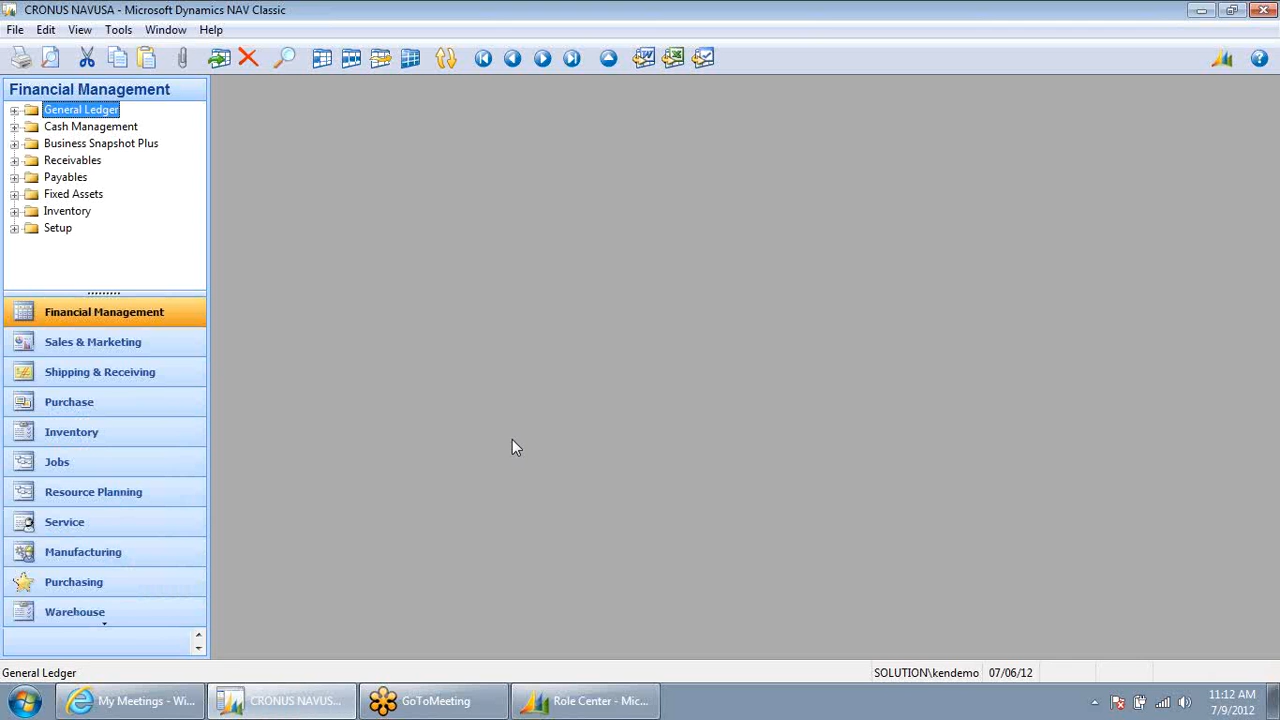 CRONUS NAVUSA - Microsoft Dynamics NAV Classic
File Edit View Tools Window Help
Financial Management
General Ledger
Cash Management
Business Snapshot Plus
Receivables
Payables
Fixed Assets
Inventory
Setup
Financial Management
Sales & Marketing
Shipping & Receiving
Purchase
Inventory
Jobs
Resource Planning
Service
Manufacturing
Purchasing
Warehouse
General Ledger SOLUTION\kendemo 07/06/12
My Meetings - Wi... CRONUS NAVUS... GoToMeeting Role Center - Mic... 11:12 AM
7/9/2012